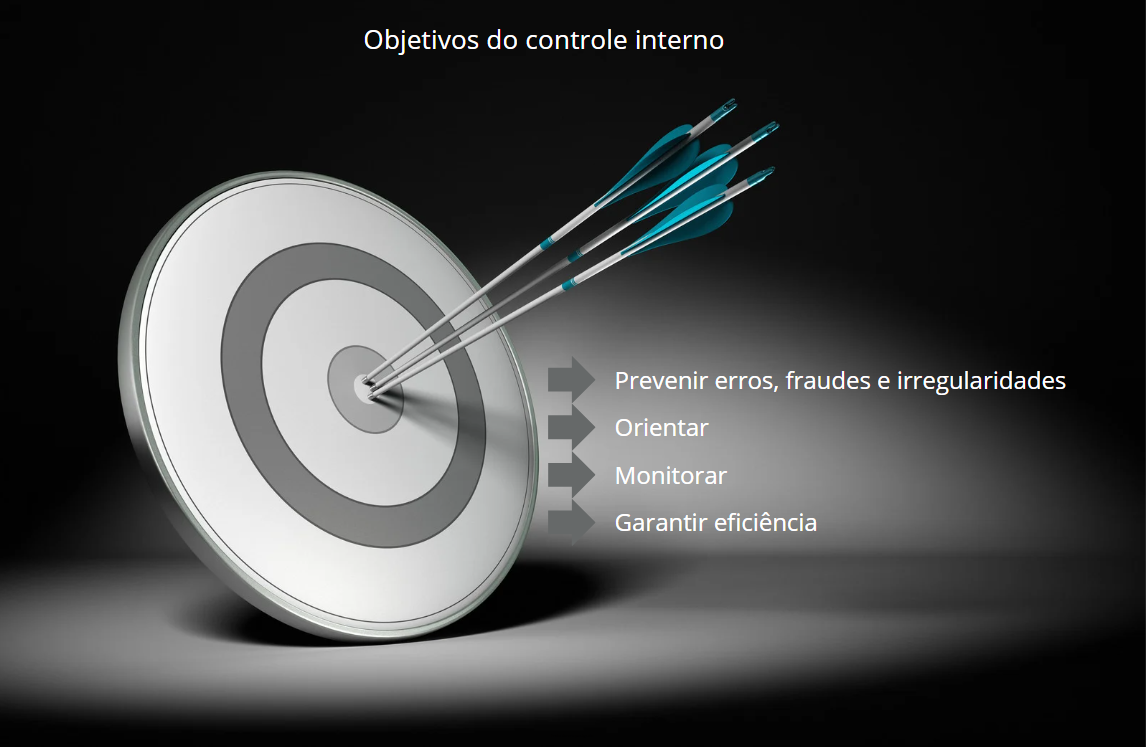 Objetivos do controle interno
Prevenir erros, fraudes e irregularidades
Orientar
Monitorar
Garantir eficiência